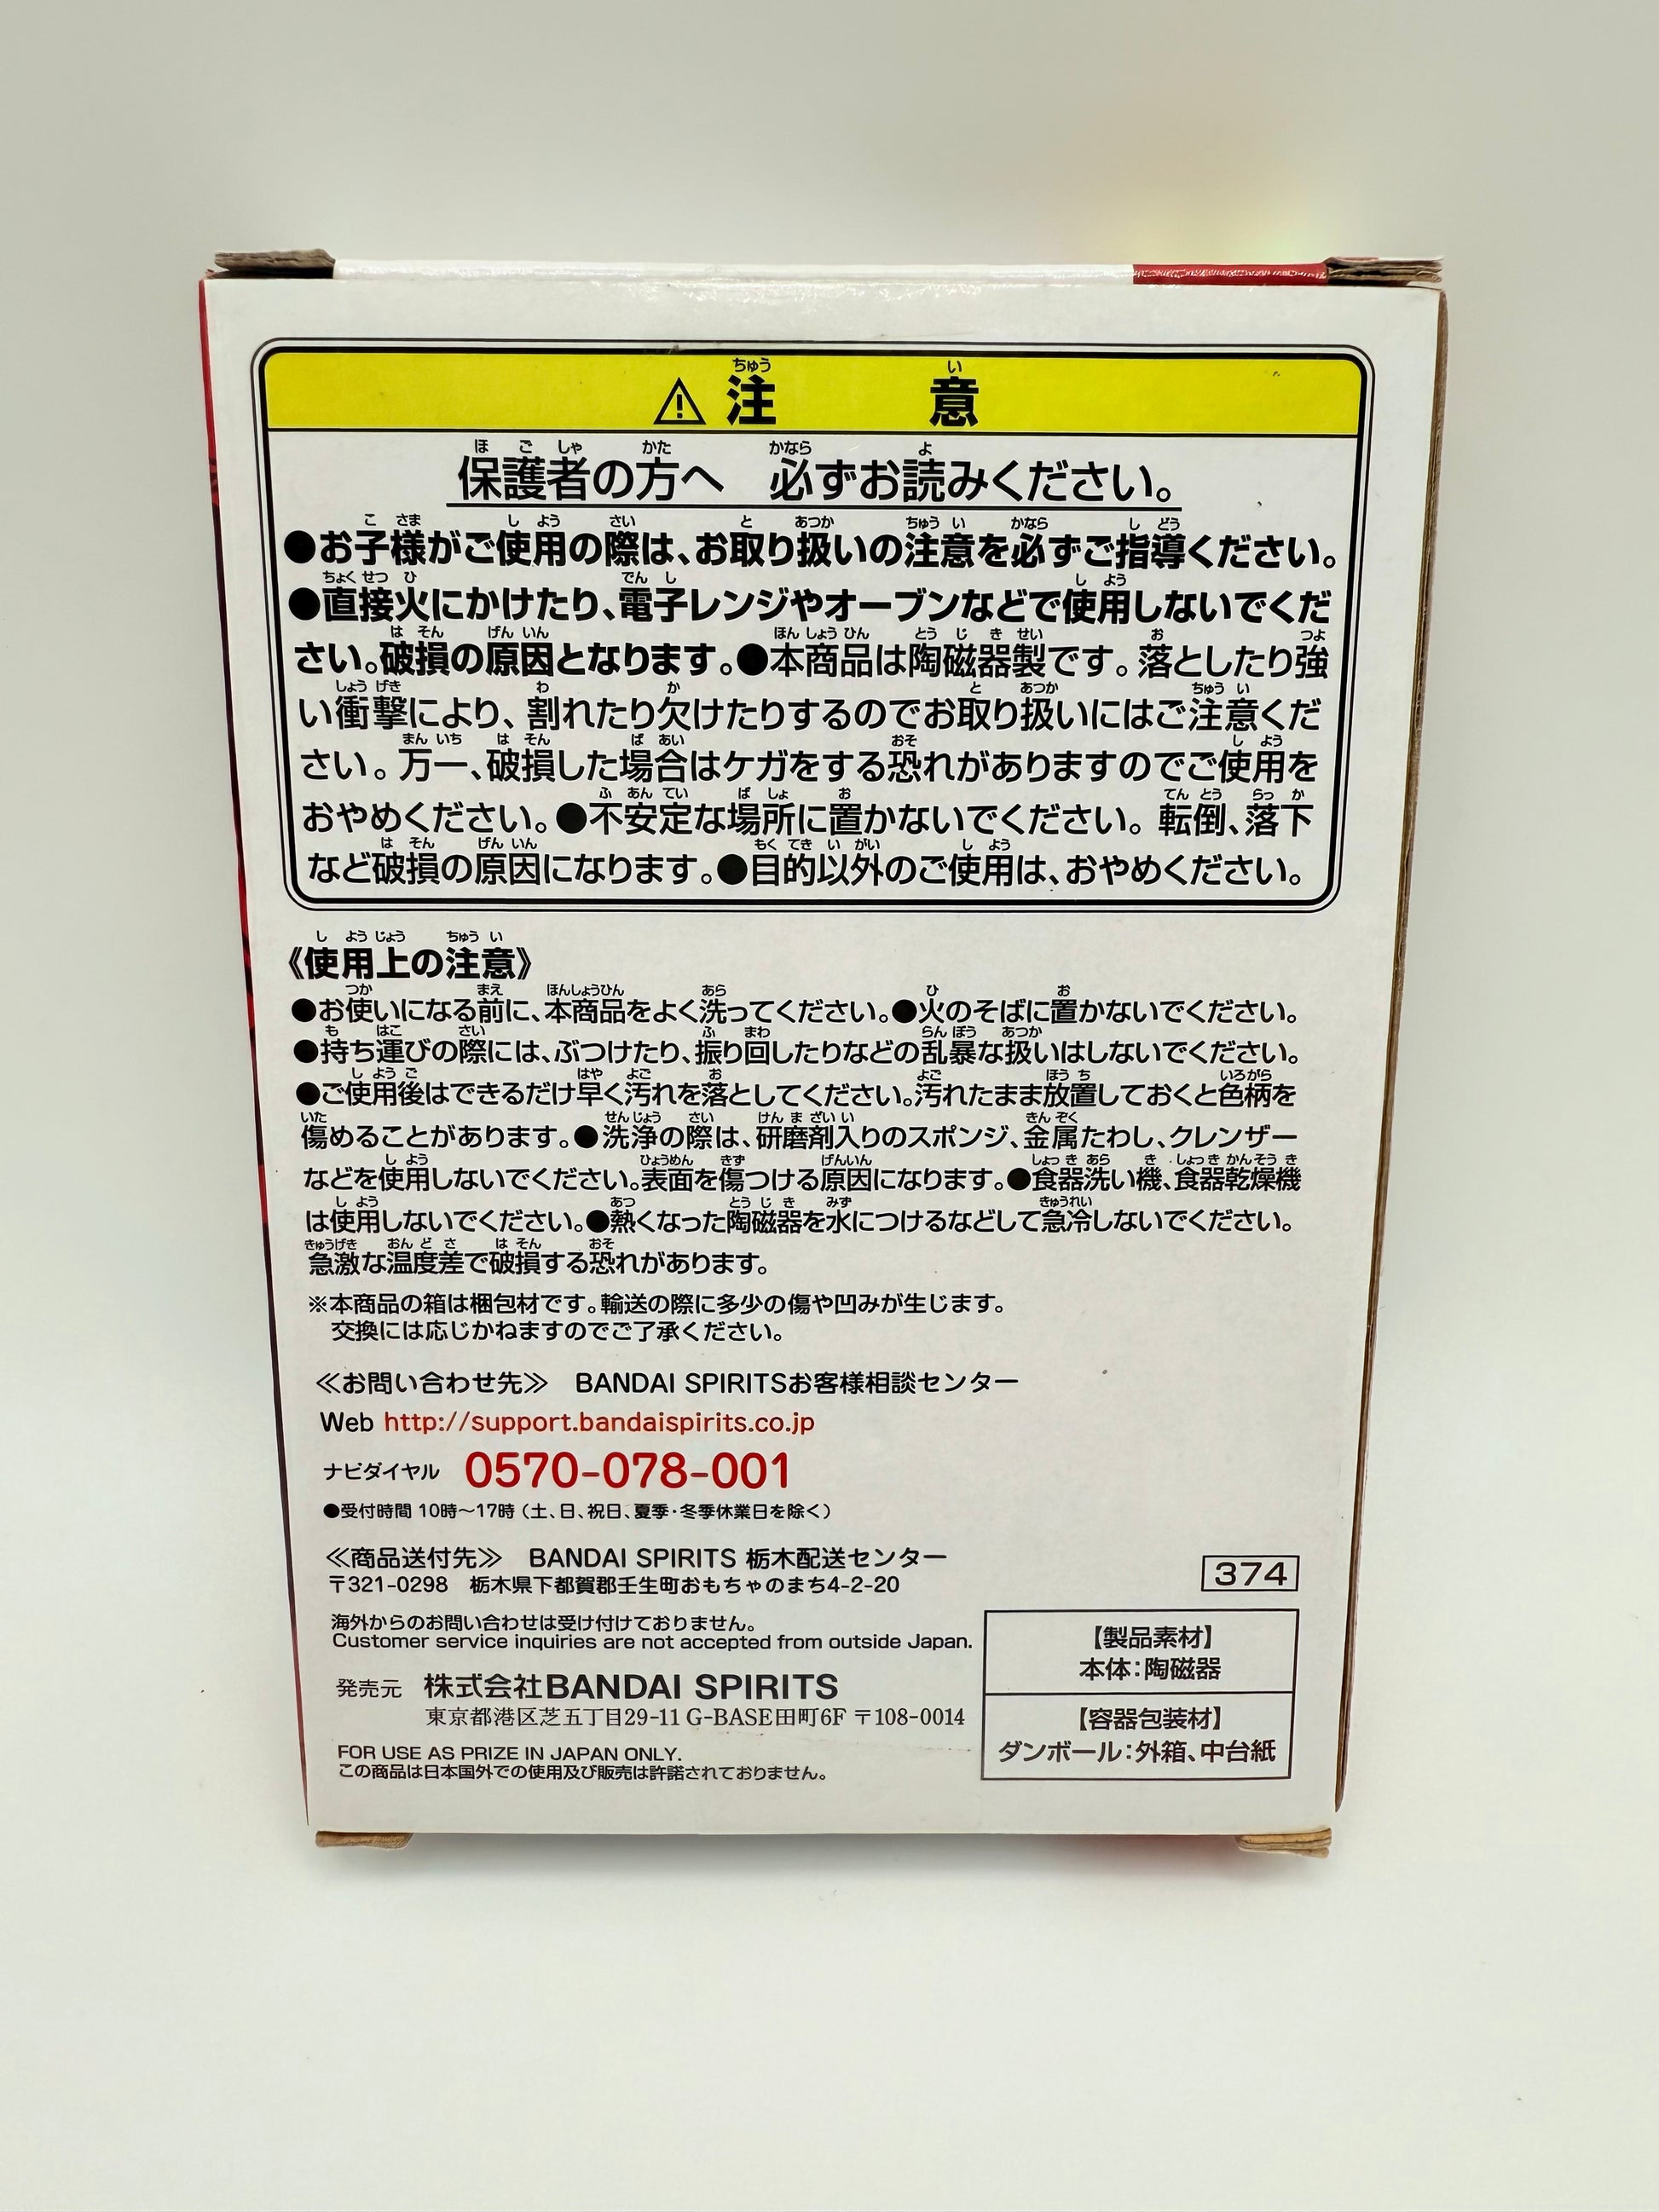 ⚠注意
保護者の方へ 必ずお読みください。
●お子様がご使用の際は、お取り扱いの注意を必ずご指導ください。
●直接火にかけたり、電子レンジやオーブンなどで使用しないでくだ
さい。破損の原因となります。●本商品は陶磁器製です。落としたり強
い衝撃により、割れたり欠けたりするのでお取り扱いにはご注意くだ
さい。万一、破損した場合はケガをする恐れがありますのでご使用を
おやめください。●不安定な場所に置かないでください。転倒、落下
など破損の原因になります。●目的以外のご使用は、おやめください。
《使用上の注意》
●お使いになる前に、本商品をよく洗ってください。●火のそばに置かないでください。
●持ち運びの際には、ぶつけたり、振り回したりなどの乱暴な扱いはしないでください。
●ご使用後はできるだけ早く汚れを落としてください。汚れたまま放置しておくと色柄を
傷めることがあります。●洗浄の際は、研磨剤入りのスポンジ、金属たわし、クレンザー
などを使用しないでください。表面を傷つける原因になります。●食器洗い機、食器乾燥機
は使用しないでください。●熱くなった陶磁器を水につけるなどして急冷しないでください。
急激な温度差で破損する恐れがあります。
※本商品の箱は梱包材です。輸送の際に多少の傷や凹みが生じます。
交換には応じかねますのでご了承ください。
≪お問い合わせ先≫ BANDAI SPIRITSお客様相談センター
Web http://support.bandaispirits.co.jp
ナビダイヤル 0570-078-001
●受付時間 10時～17時（土、日、祝日、夏季・冬季休業日を除く）
≪商品送付先≫ BANDAI SPIRITS 栃木配送センター
〒321-0298 栃木県下都賀郡壬生町おもちゃのまち4-2-20
374
海外からのお問い合わせは受け付けておりません。
Customer service inquiries are not accepted from outside Japan.
発売元 株式会社BANDAI SPIRITS
東京都港区芝五丁目29-11 G-BASE田町6F 〒108-0014
FOR USE AS PRIZE IN JAPAN ONLY.
この商品は日本国外での使用及び販売は許諾されておりません。
【製品素材】
本体：陶磁器
【容器包装材】
ダンボール：外箱、中台紙